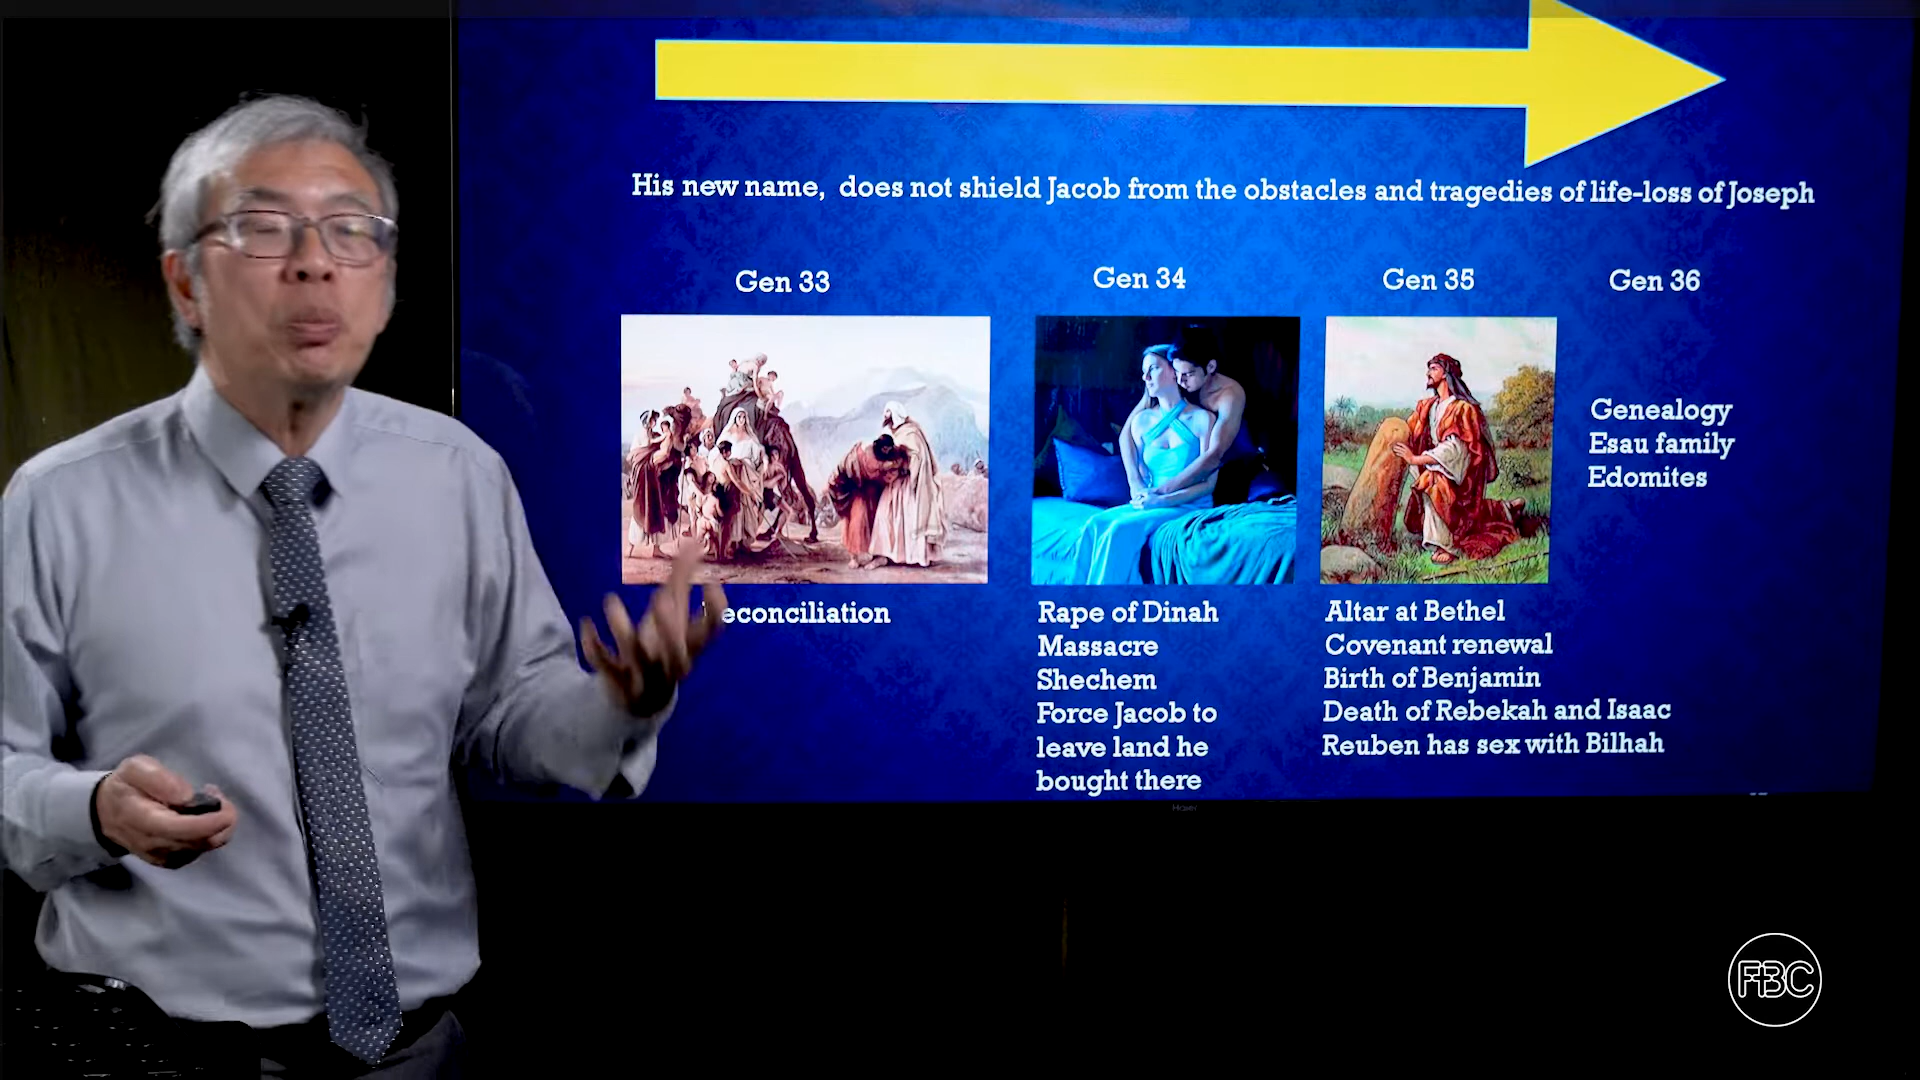 His new name, does not shield Jacob from the obstacles and tragedies of life-loss of Joseph
Gen 33
Gen 34
Gen 35
Gen 36
Genealogy
Esau family
Edomites
econciliation
Rape of Dinah
Massacre
Shechem
Force Jacob to
leave land he
bought there
Altar at Bethel
Covenant renewal
Birth of Benjamin
Death of Rebekah and Isaac
Reuben has sex with Bilhah
Haier
FBC